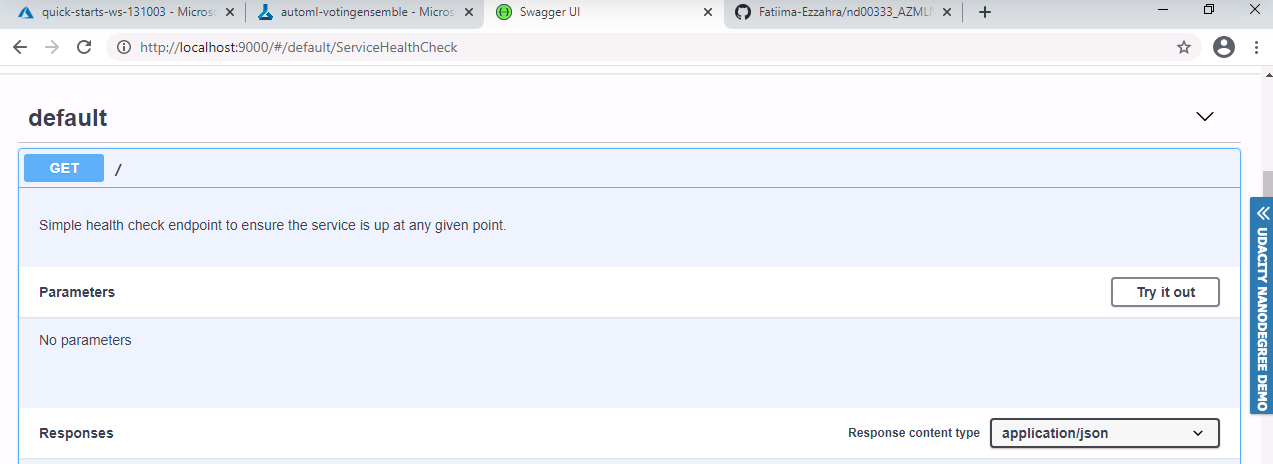 quick-starts-ws-131003 - Microso
automl-votingensemble - Micros
Swagger UI
Fatiima-Ezzahra/nd00333_AZML
http://localhost:9000/#/default/ServiceHealthCheck
default
GET /
Simple health check endpoint to ensure the service is up at any given point.
Parameters
Try it out
No parameters
Responses
Response content type
application/json
UDACITY NANODEGREE DEMO